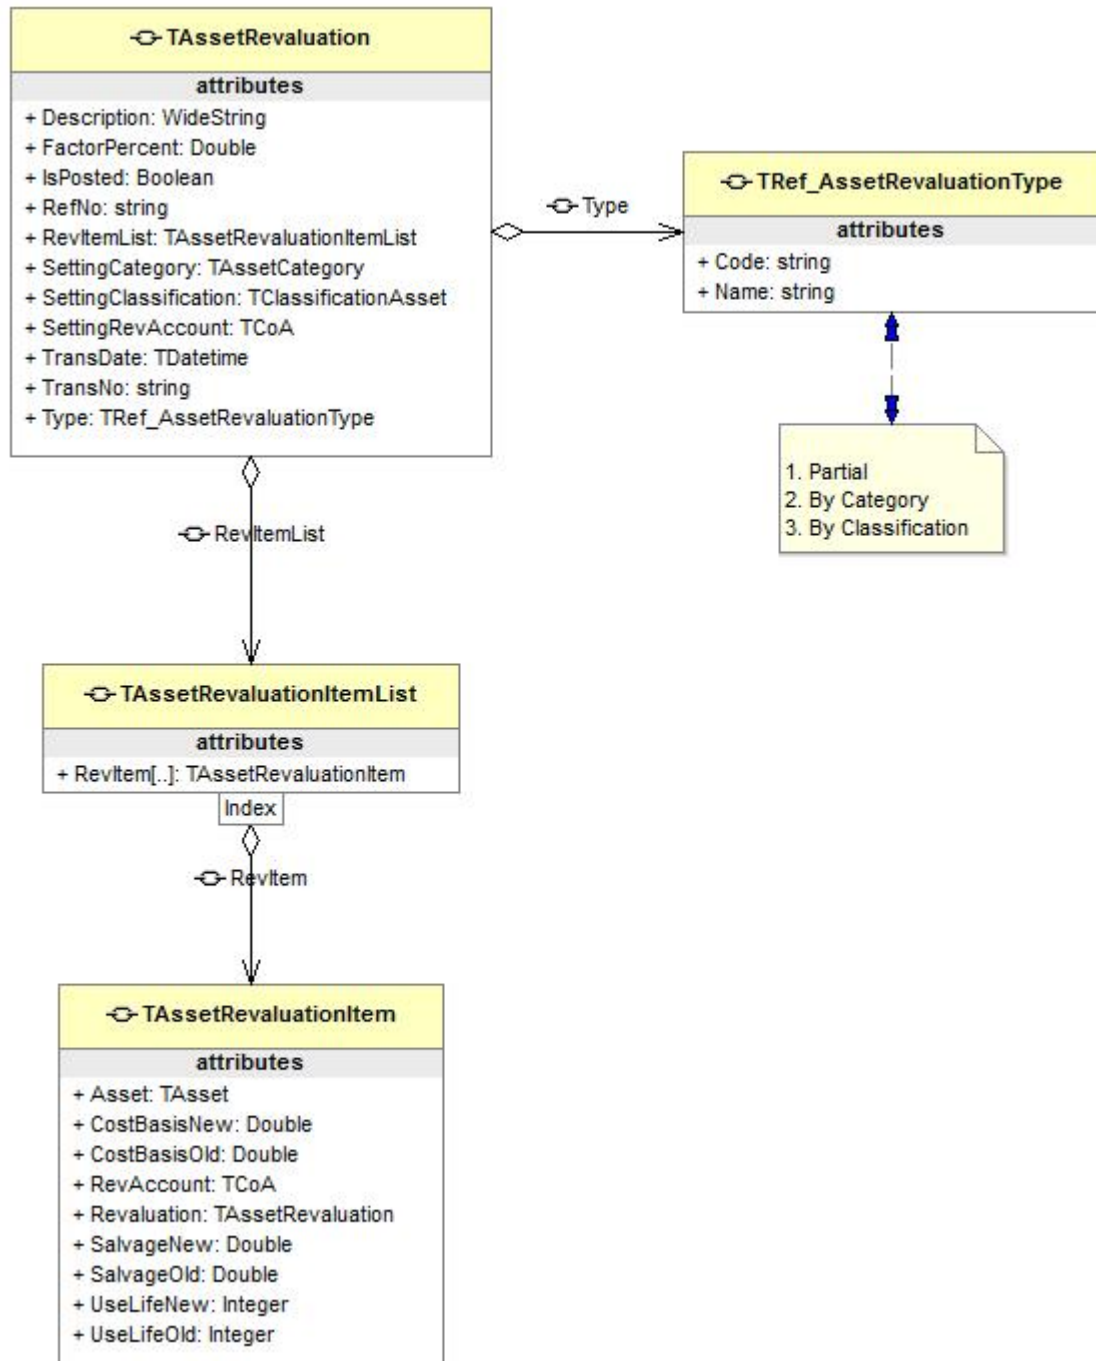 TAssetRevaluation
attributes
+ Description: WideString
+ FactorPercent: Double
+ IsPosted: Boolean
+ RefNo: string
+ RevItemList: TAssetRevaluationItemList
+ SettingCategory: TAssetCategory
+ SettingClassification: TClassificationAsset
+ SettingRevAccount: TCoA
+ TransDate: TDatetime
+ TransNo: string
+ Type: TRef_AssetRevaluationType
Type
TRef_AssetRevaluationType
attributes
+ Code: string
+ Name: string
1. Partial
2. By Category
3. By Classification
RevItemList
TAssetRevaluationItemList
attributes
+ RevItem[..]: TAssetRevaluationItem
Index
RevItem
TAssetRevaluationItem
attributes
+ Asset: TAsset
+ CostBasisNew: Double
+ CostBasisOld: Double
+ RevAccount: TCoA
+ Revaluation: TAssetRevaluation
+ SalvageNew: Double
+ SalvageOld: Double
+ UseLifeNew: Integer
+ UseLifeOld: Integer